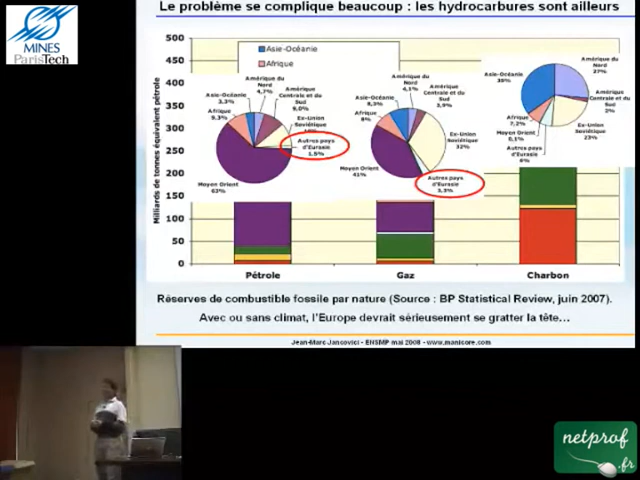 Le problème se complique beaucoup : les hydrocarbures sont ailleurs
MINES
ParisTech
500
450
400
350
300
250
200
150
100
50
0
Milliards de tonnes équivalent pétrole
Asie-Océanie
Afrique
Asie-Océanie
3,3%
Amérique du
Nord
4,7%
Amérique
Centrale et du
Sud
9,0%
Afrique
9,3%
Ex-Union
Soviétique
Autres pays
d'Eurasie
1,5%
Moyen Orient
63%
Asie-Océanie
8,3%
Amérique du
Nord
4,1%
Amérique
Centrale et du
Sud
3,9%
Afrique
8%
Ex-Union
Soviétique
32%
Autres pays
d'Eurasie
3,3%
Moyen Orient
41%
Asie-Océanie
30%
Amérique du
Nord
27%
Amérique
Centrale et du
Sud
2%
Afrique
7,2%
Moyen Orient
Autres pays
d'Eurasie
6%
Ex-Union
Soviétique
23%
Pétrole
Gaz
Charbon
Réserves de combustible fossile par nature (Source : BP Statistical Review, juin 2007).
Avec ou sans climat, l'Europe devrait sérieusement se gratter la tête…
Jean-Marc Jancovici - ENSMP mai 2008 - www.manicore.com
netprof
.fr